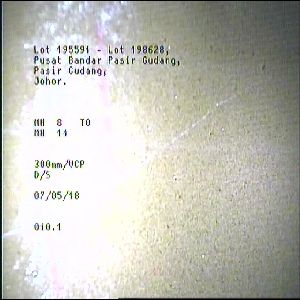 Lot 195591 - Lot 198628,
Pusat Bandar Pasir Gudang,
Pasir Gudang,
Johor.
MH 8 TO
MH 14
300mm/VCP
D/S
07/05/18
0i0.1